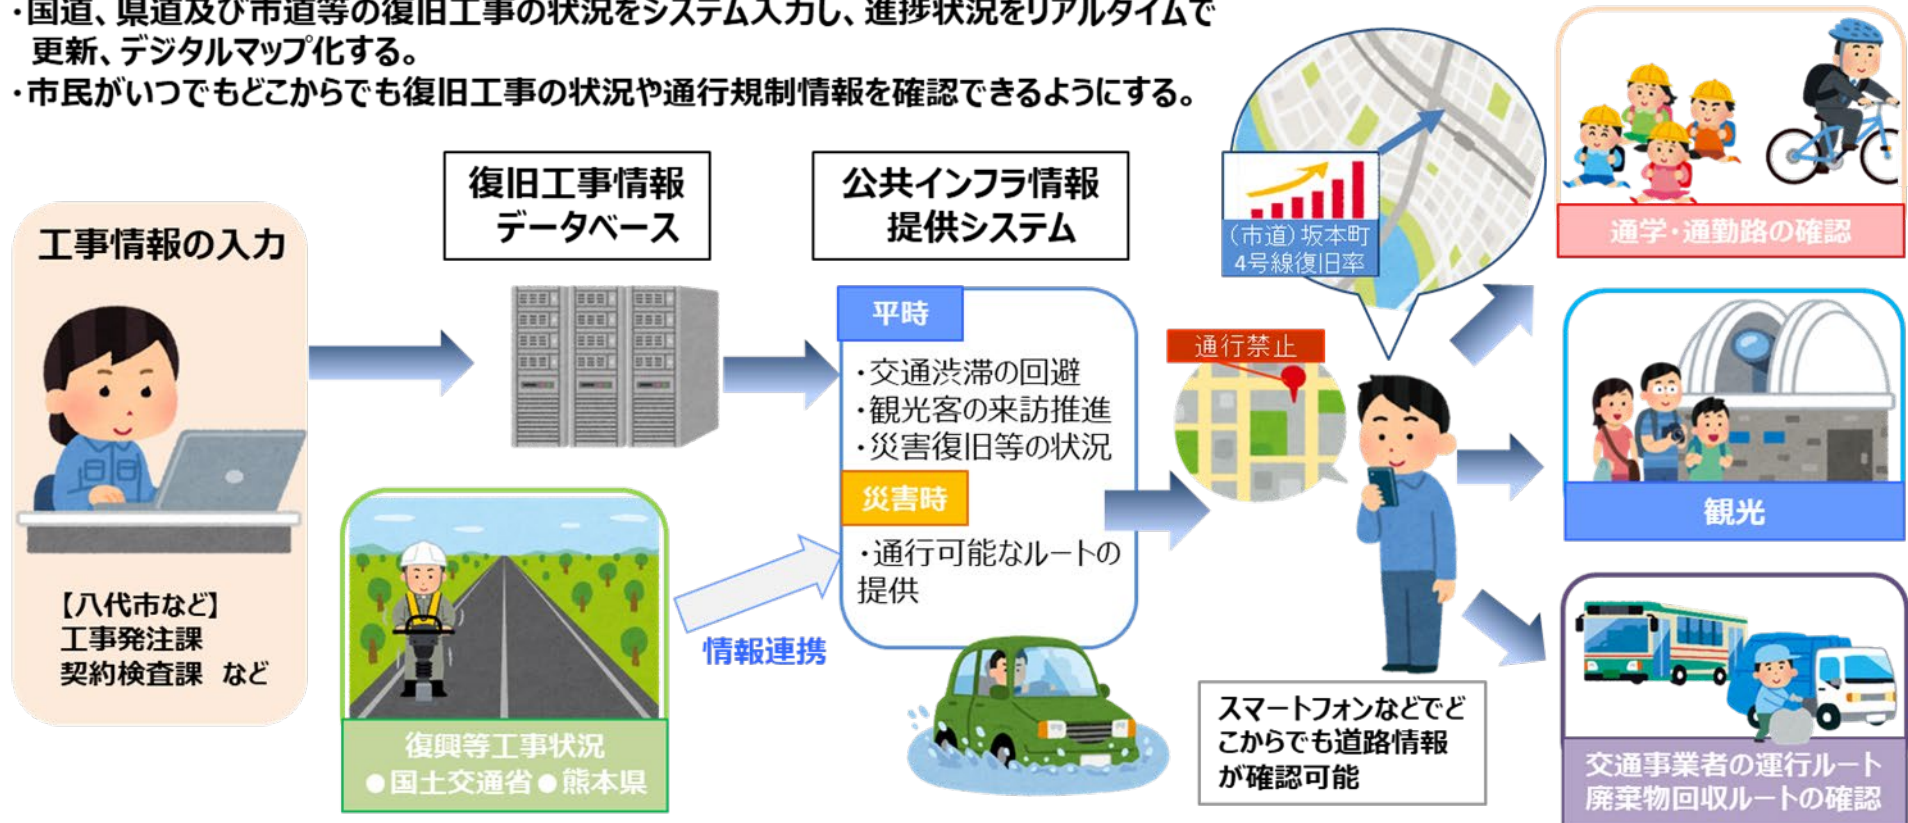 ・国道、県道及び市道等の復旧工事の状況をシステム入力し、進捗状況をリアルタイムで
更新、デジタルマップ化する。
・市民がいつでもどこからでも復旧工事の状況や通行規制情報を確認できるようにする。
工事情報の入力
【八代市など】
工事発注課
契約検査課 など
復旧工事情報
データベース
復興等工事状況
●国土交通省●熊本県
情報連携
公共インフラ情報
提供システム
平時
・交通渋滞の回避
・観光客の来訪推進
・災害復旧等の状況
災害時
・通行可能なルートの
提供
(市道)坂本町
4号線復旧率
通行禁止
スマートフォンなどでど
こからでも道路情報
が確認可能
通学・通勤路の確認
観光
交通事業者の運行ルート
廃棄物回収ルートの確認